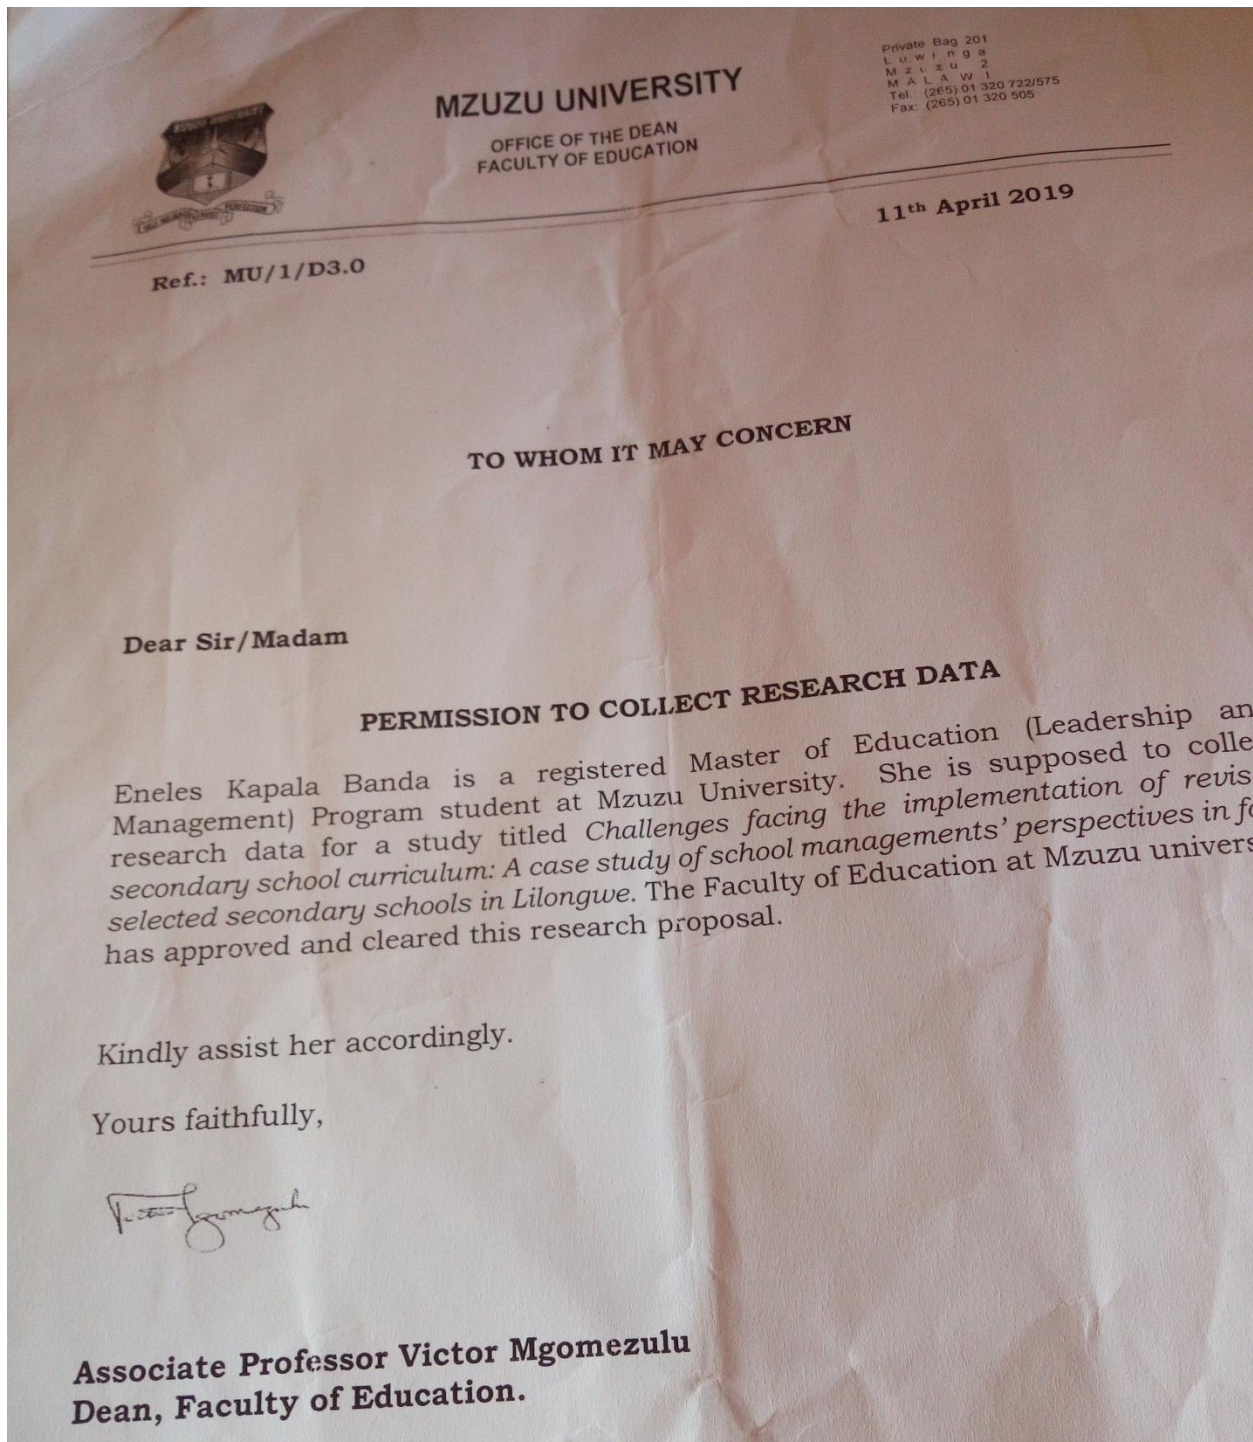 MZUZU UNIVERSITY
OFFICE OF THE DEAN
FACULTY OF EDUCATION
Private Bag 201
Luwinga
Mzuzu 2
MALAWI
Tel.: (265) 01 320 722/575
Fax: (265) 01 320 505
11th April 2019
Ref.: MU/1/D3.0
TO WHOM IT MAY CONCERN
Dear Sir/Madam
PERMISSION TO COLLECT RESEARCH DATA
Eneles Kapala Banda is a registered Master of Education (Leadership an
Management) Program student at Mzuzu University. She is supposed to colle
research data for a study titled Challenges facing the implementation of revis
secondary school curriculum: A case study of school managements' perspectives in fo
selected secondary schools in Lilongwe. The Faculty of Education at Mzuzu univers
has approved and cleared this research proposal.
Kindly assist her accordingly.
Yours faithfully,
Associate Professor Victor Mgomezulu
Dean, Faculty of Education.